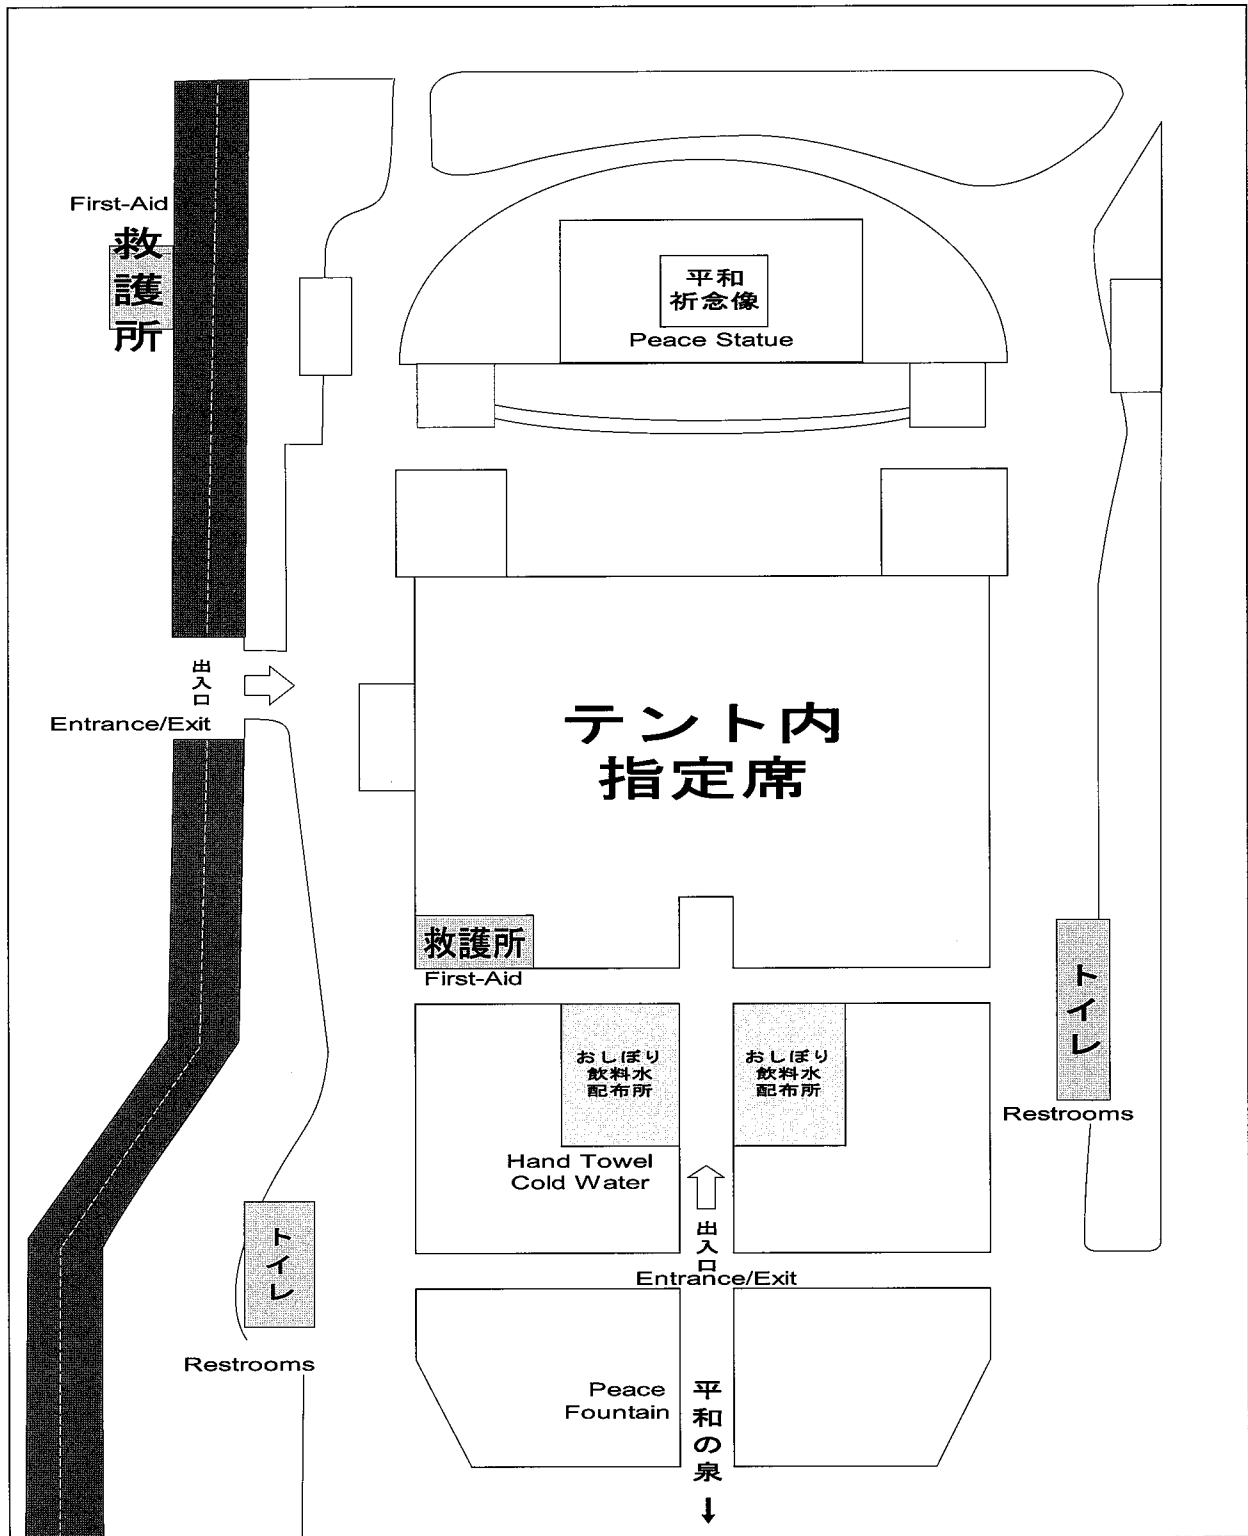 First-Aid
救護所
平和
祈念像
Peace Statue
出入口
Entrance/Exit
テント内
指定席
救護所
First-Aid
おしぼり
飲料水
配布所
おしぼり
飲料水
配布所
トイレ
Restrooms
Hand Towel
Cold Water
出入口
Entrance/Exit
トイレ
Restrooms
Peace
Fountain
平和の泉
↓